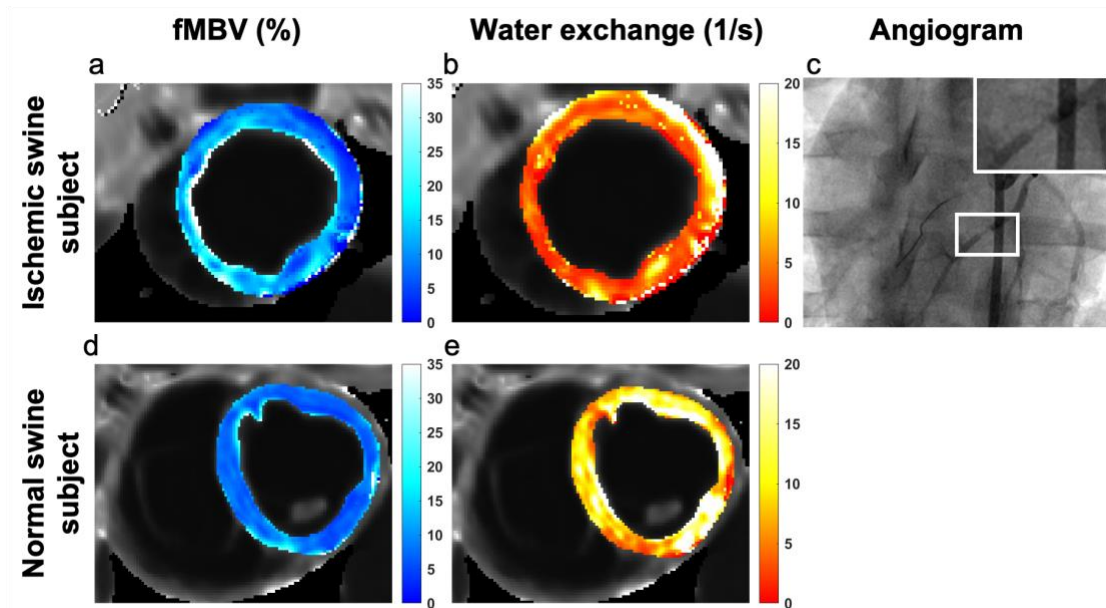 fMBV (%)
Water exchange (1/s)
Angiogram
Ischemic swine
subject
a
35
30
25
20
15
10
5
0
b
20
15
10
5
0
c
Normal swine
subject
d
35
30
25
20
15
10
5
0
e
20
15
10
5
0